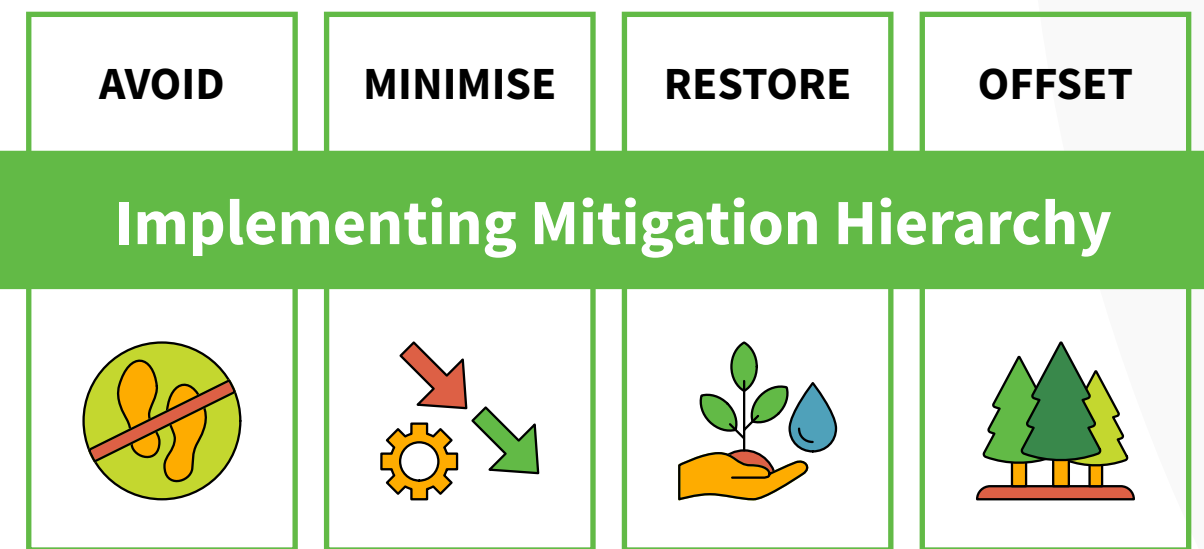 AVOID
MINIMISE
RESTORE
OFFSET
Implementing Mitigation Hierarchy